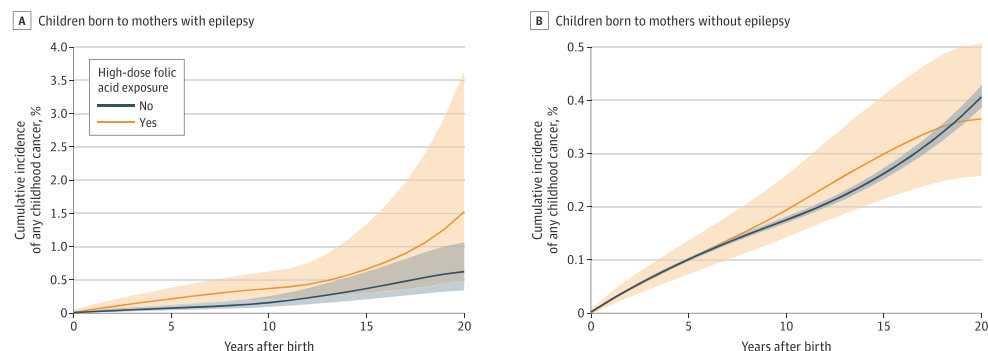 A Children born to mothers with epilepsy
Cumulative incidence
of any childhood cancer, %
4.0
3.5
3.0
2.5
2.0
1.5
1.0
0.5
0
High-dose folic
acid exposure
No
Yes
0 5 10 15 20
Years after birth
B Children born to mothers without epilepsy
Cumulative incidence
of any childhood cancer, %
0.5
0.4
0.3
0.2
0.1
0
0 5 10 15 20
Years after birth